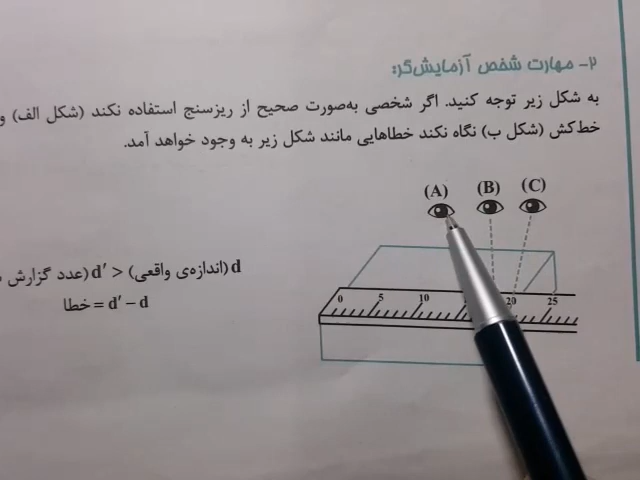 ۲- مهارت شخص آزمایش‌گر:
به شکل زیر توجه کنید. اگر شخصی به‌صورت صحیح از ریزسنج استفاده نکند (شکل الف) و
خط‌کش (شکل ب) نگاه نکند خطاهایی مانند شکل زیر به وجود خواهد آمد.
(A) (B) (C)
d (اندازه‌ی واقعی) < d′ (عدد گزارش
0 5 10 20 25
خطا = d′ − d